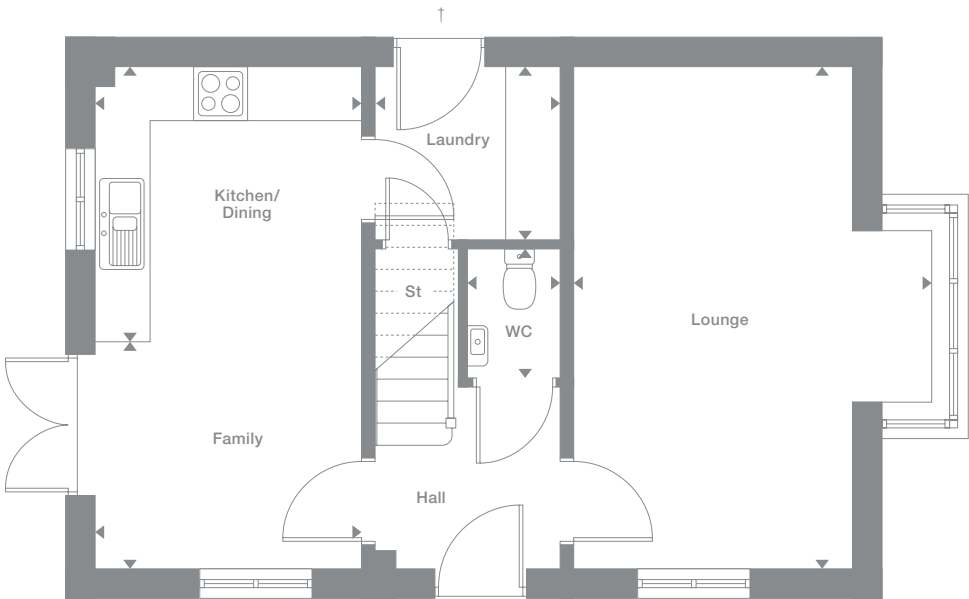 †
Laundry
Kitchen/
Dining
St
WC
Lounge
Family
Hall